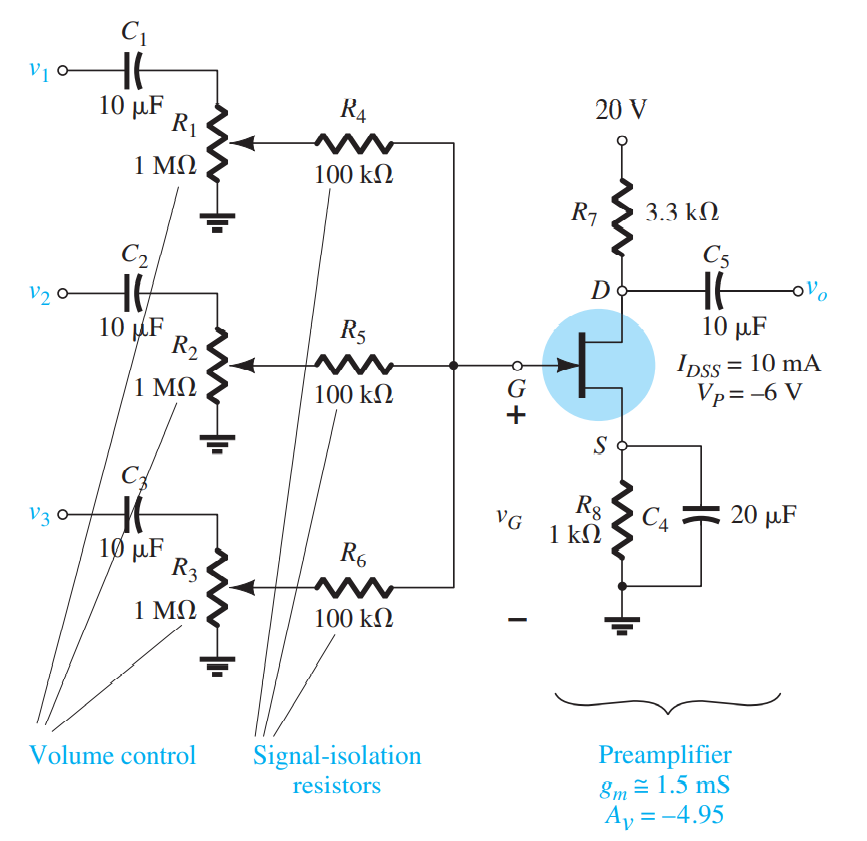 C1
v1
10 μF
R1
1 MΩ
R4
100 kΩ
C2
v2
10 μF
R2
1 MΩ
R5
100 kΩ
C3
v3
10 μF
R3
1 MΩ
R6
100 kΩ
20 V
R7
3.3 kΩ
C5
D
vo
10 μF
IDSS = 10 mA
VP = –6 V
G
+
S
vG
R8
1 kΩ
C4
20 μF
–
Volume control
Signal-isolation
resistors
Preamplifier
gm ≅ 1.5 mS
Av = –4.95